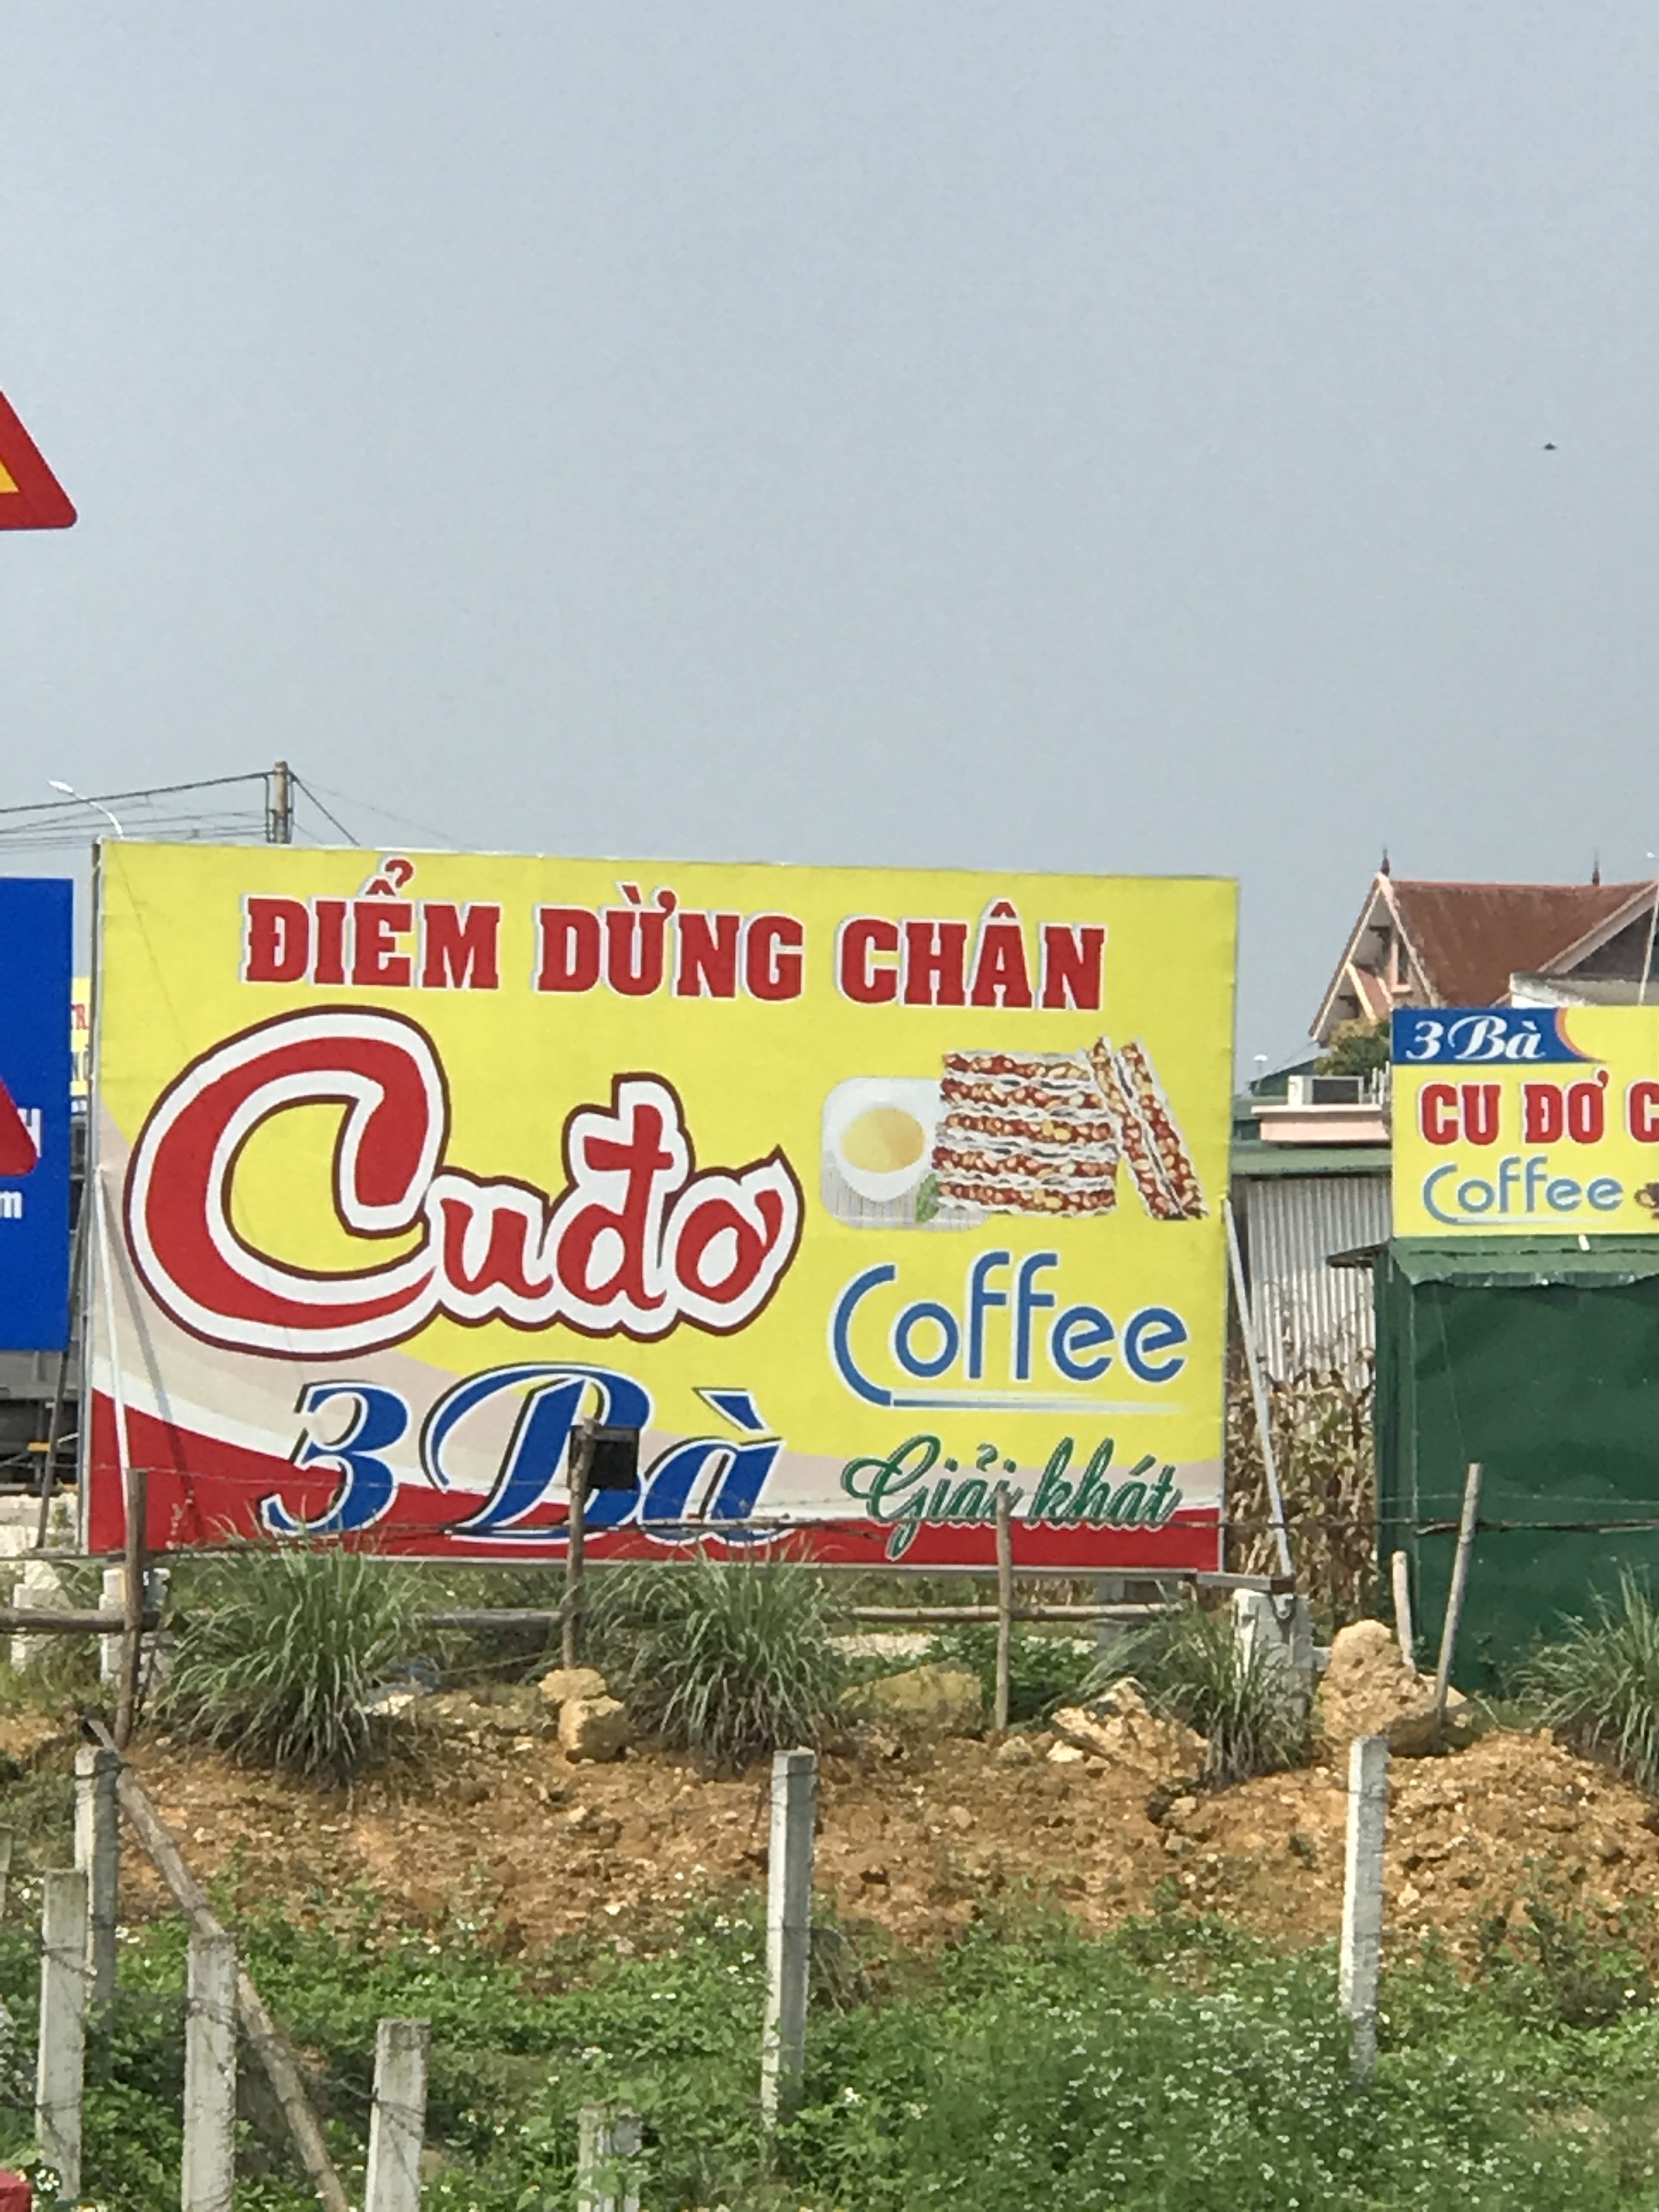 ĐIỂM DỪNG CHÂN
Cuđơ
3 Bà
Coffee
Giải khát
3 Bà
CU ĐƠ
Coffee